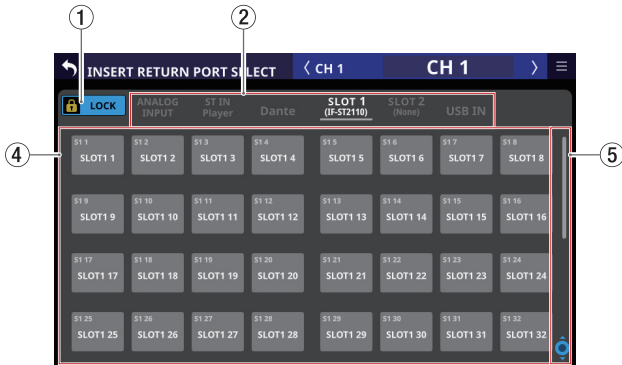 1
2
INSERT RETURN PORT SELECT
CH 1
CH 1
LOCK
ANALOG INPUT
ST IN Player
Dante
SLOT 1 (IF-ST2110)
SLOT 2 (None)
USB IN
4
5
S1 1
S1 2
S1 3
S1 4
S1 5
S1 6
S1 7
S1 8
SLOT1 1
SLOT1 2
SLOT1 3
SLOT1 4
SLOT1 5
SLOT1 6
SLOT1 7
SLOT1 8
S1 9
S1 10
S1 11
S1 12
S1 13
S1 14
S1 15
S1 16
SLOT1 9
SLOT1 10
SLOT1 11
SLOT1 12
SLOT1 13
SLOT1 14
SLOT1 15
SLOT1 16
S1 17
S1 18
S1 19
S1 20
S1 21
S1 22
S1 23
S1 24
SLOT1 17
SLOT1 18
SLOT1 19
SLOT1 20
SLOT1 21
SLOT1 22
SLOT1 23
SLOT1 24
S1 25
S1 26
S1 27
S1 28
S1 29
S1 30
S1 31
S1 32
SLOT1 25
SLOT1 26
SLOT1 27
SLOT1 28
SLOT1 29
SLOT1 30
SLOT1 31
SLOT1 32